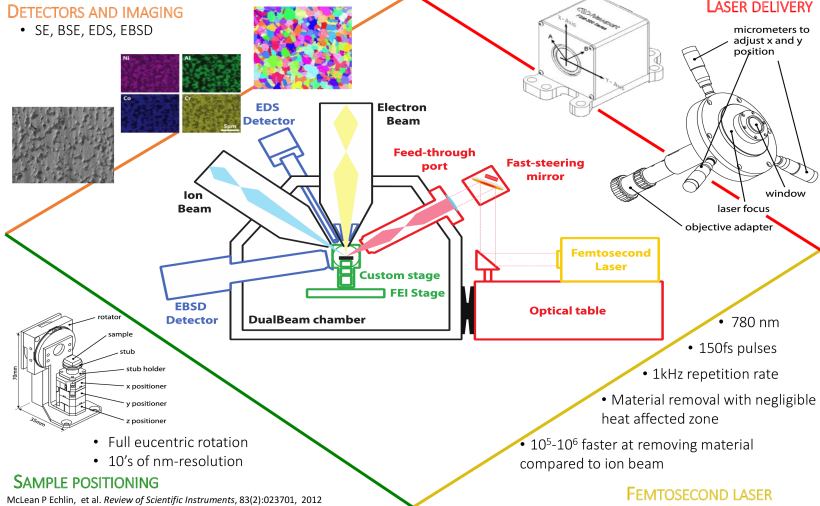 DETECTORS AND IMAGING
• SE, BSE, EDS, EBSD
Ni
Al
Co
Cr
5µm
LASER DELIVERY
micrometers to
adjust x and y
position
window
laser focus
objective adapter
EDS
Detector
Electron
Beam
Ion
Beam
Feed-through
port
Fast-steering
mirror
Femtosecond
Laser
Custom stage
FEI Stage
EBSD
Detector
DualBeam chamber
Optical table
rotator
sample
stub
stub holder
x positioner
y positioner
z positioner
70mm
35mm
• Full eucentric rotation
• 10's of nm-resolution
SAMPLE POSITIONING
McLean P Echlin, et al. Review of Scientific Instruments, 83(2):023701, 2012
• 780 nm
• 150fs pulses
• 1kHz repetition rate
• Material removal with negligible
heat affected zone
• 10⁵-10⁶ faster at removing material
compared to ion beam
FEMTOSECOND LASER